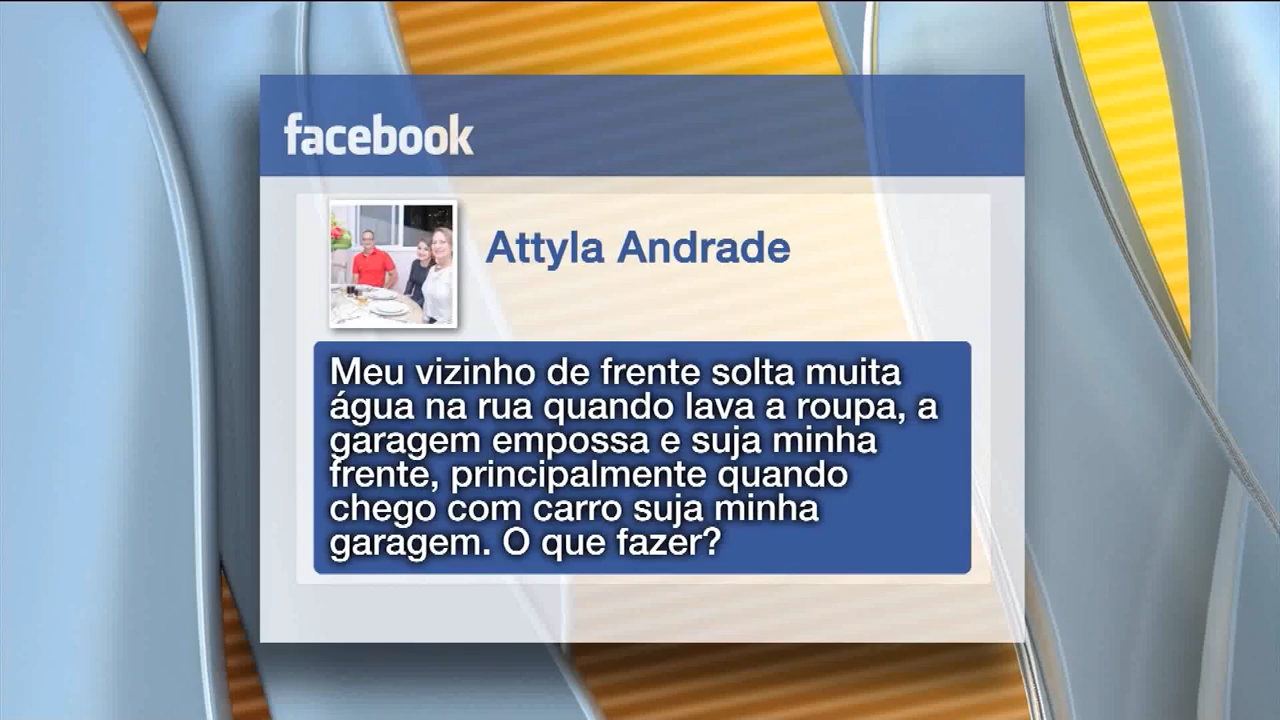 facebook
Attyla Andrade
Meu vizinho de frente solta muita
água na rua quando lava a roupa, a
garagem empossa e suja minha
frente, principalmente quando
chego com carro suja minha
garagem. O que fazer?